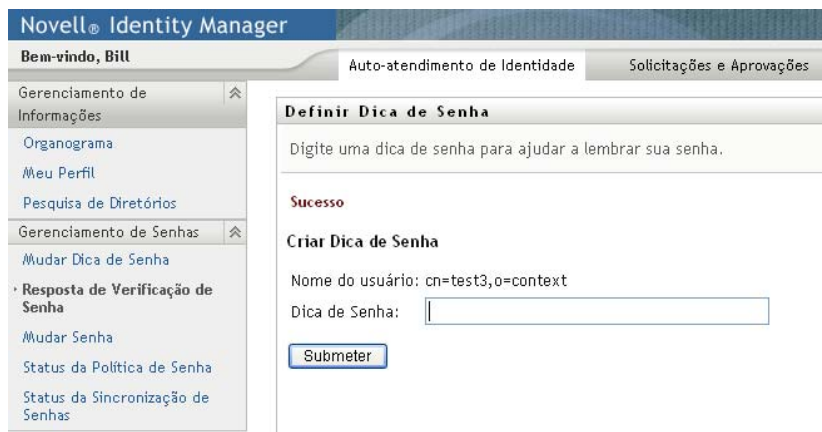 Novell® Identity Manager
Bem-vindo, Bill
Auto-atendimento de Identidade
Solicitações e Aprovações
Gerenciamento de
Informações
Organograma
Meu Perfil
Pesquisa de Diretórios
Gerenciamento de Senhas
Mudar Dica de Senha
Resposta de Verificação de
Senha
Mudar Senha
Status da Política de Senha
Status da Sincronização de
Senhas
Definir Dica de Senha
Digite uma dica de senha para ajudar a lembrar sua senha.
Sucesso
Criar Dica de Senha
Nome do usuário: cn=test3,o=context
Dica de Senha:
Submeter